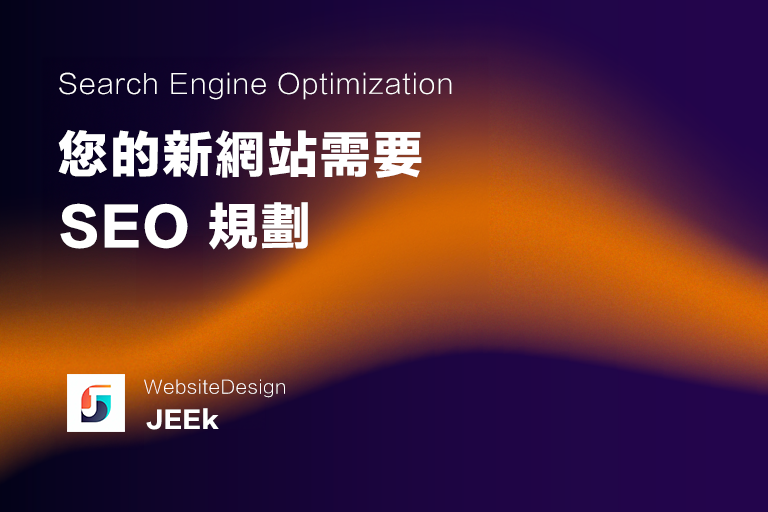 Search Engine Optimization
您的新網站需要
SEO 規劃
WebsiteDesign
JEEk